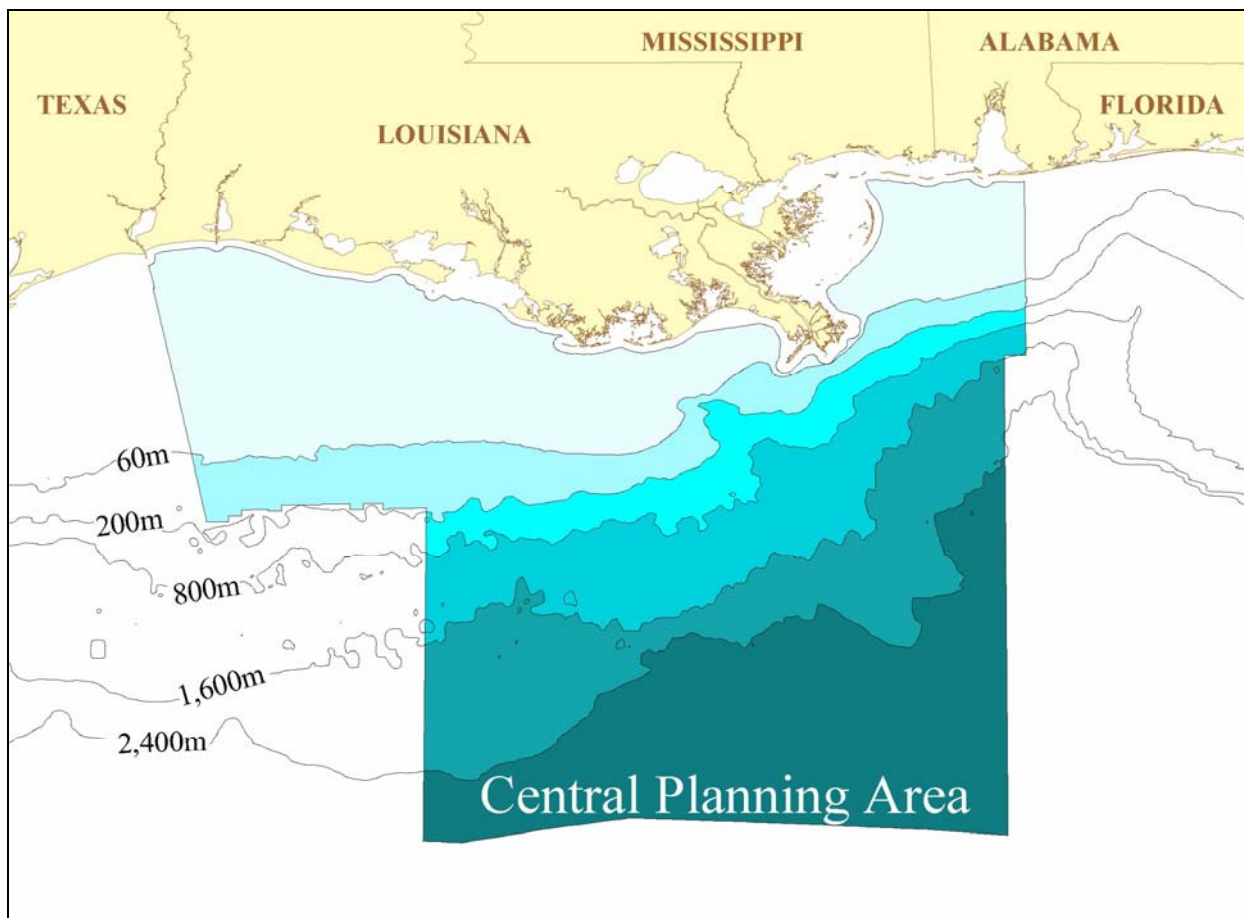 MISSISSIPPI
ALABAMA
TEXAS
FLORIDA
LOUISIANA
60m
200m
800m
1,600m
2,400m
Central Planning Area